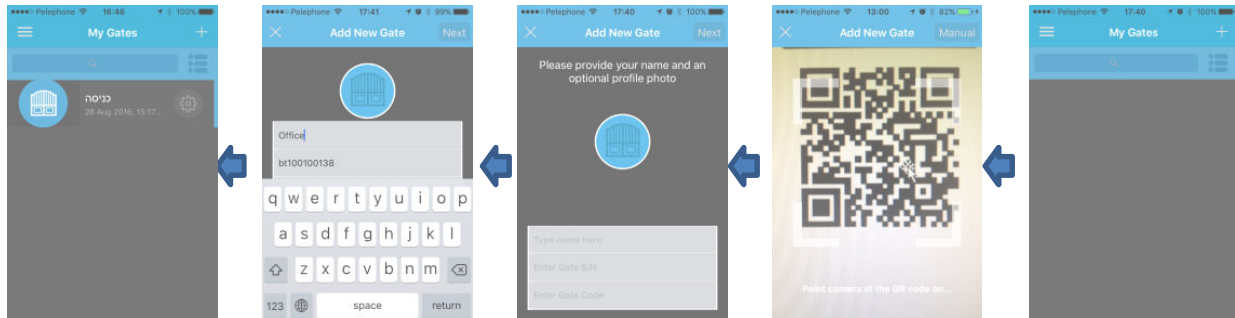 Pelephone 16:46 100%
My Gates
כניסה
28 Aug 2016, 15:17...
Pelephone 17:41 99%
Add New Gate Next
Office
bt100100138
q w e r t y u i o p
a s d f g h j k l
z x c v b n m
123 space return
Pelephone 17:40 100%
Add New Gate Next
Please provide your name and an
optional profile photo
Type name here
Enter Gate S/N
Enter Gate Code
Pelephone 13:00 82%
Add New Gate Manual
Point camera at the QR code on...
Pelephone 17:40 100%
My Gates